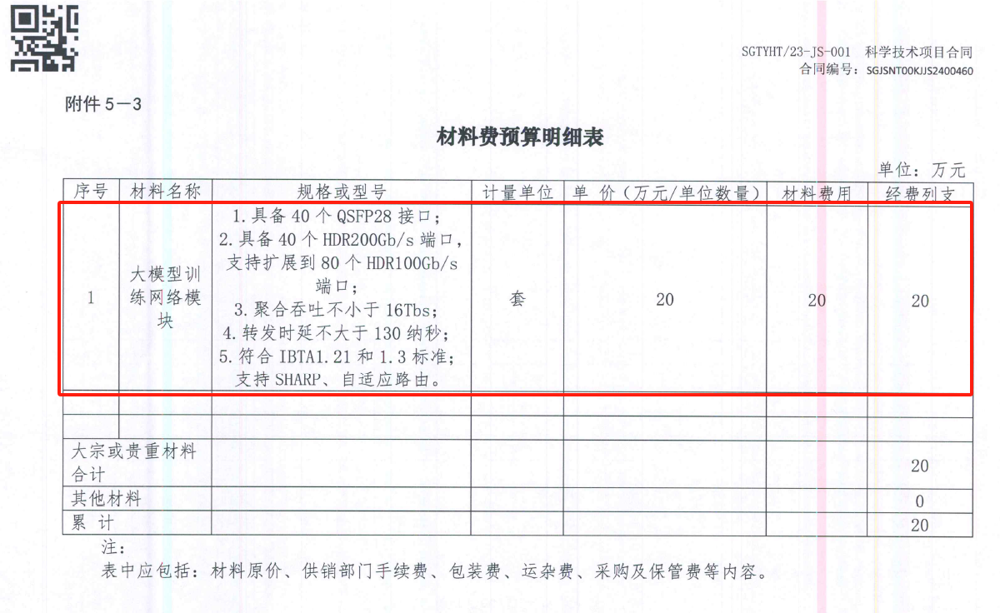 SGTYHT/23-JS-001 科学技术项目合同
合同编号：SGJSNT00KJJS2400460
附件 5－3
材料费预算明细表
单位：万元
序号 材料名称 规格或型号 计量单位 单 价（万元/单位数量） 材料费用 经费列支
1 大模型训练网络模块 1.具备 40 个 QSFP28 接口；
2.具备 40 个 HDR200Gb/s 端口，
支持扩展到 80 个 HDR100Gb/s
端口；
3.聚合吞吐不小于 16Tbs；
4.转发时延不大于 130 纳秒；
5.符合 IBTA1.21 和 1.3 标准；
支持 SHARP、自适应路由。
套 20 20 20
大宗或贵重材料
合计 20
其他材料 0
累 计 20
注：
表中应包括：材料原价、供销部门手续费、包装费、运杂费、采购及保管费等内容。